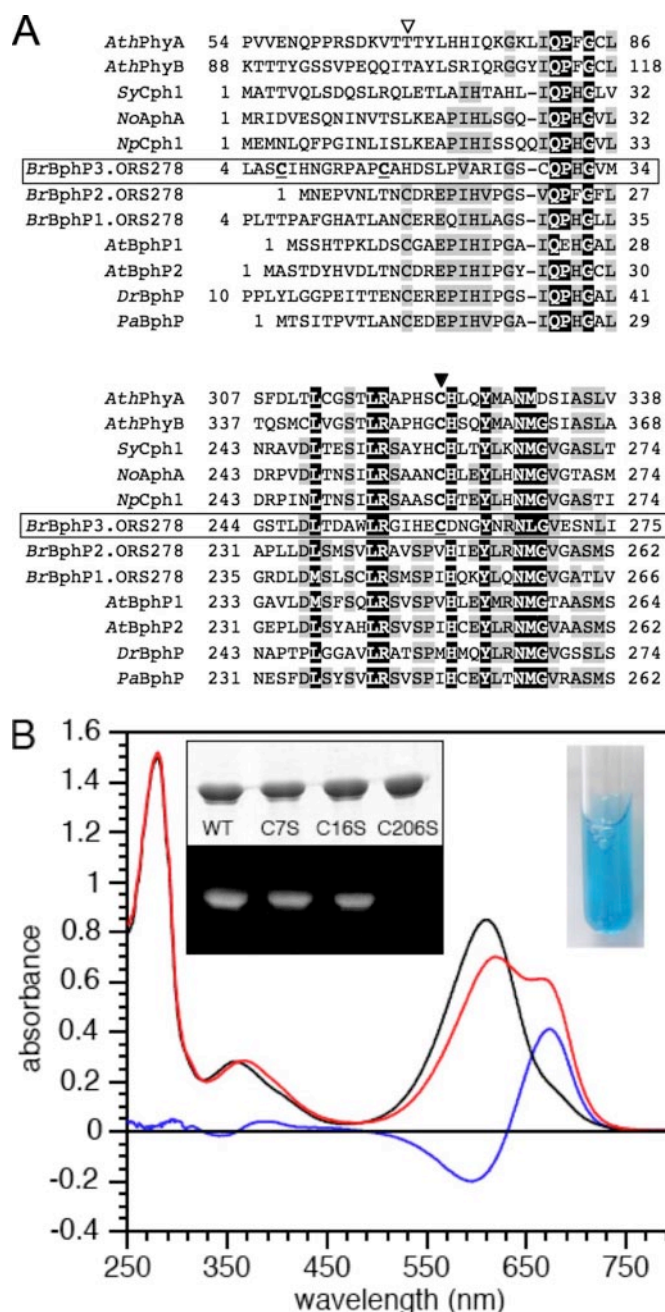 A
AthPhyA 54 PVVENQPPRSDKVTTTYLHHIQKGKLIQPFGCL 86
AthPhyB 88 KTTTYGSSVPEQQITAYLSRIQRGGYIQPFGCL 118
SyCph1 1 MATTVQLSDQSLRQLETLAIHTAHL-IQPHGLV 32
NoAphA 1 MRIDVESQNINVTSLKEAPIHLSGQ-IQPHGVL 32
NpCph1 1 MEMNLQFPGINLISLKEAPIHISSQQIQPHGVL 33
BrBphP3.ORS278 4 LASCIHNGRPAPCAHDSLPVARIGS-CQPHGVM 34
BrBphP2.ORS278 1 MNEPVNLTNCDREPIHVPGS-VQPFGFL 27
BrBphP1.ORS278 4 PLTTPAFGHATLANCEREQIHLAGS-IQPHGLL 35
AtBphP1 1 MSSHTPKLDSCGAEPIHIPGA-IQEHGAL 28
AtBphP2 1 MASTDYHVDLTNCDREPIHIPGY-IQPHGCL 30
DrBphP 10 PPLYLGGPEITTENCEREPIHIPGS-IQPHGAL 41
PaBphP 1 MTSITPVTLANCEDEPIHVPGA-IQPHGAL 29
AthPhyA 307 SFDLTLCGSTLRAPHSCHLQYMANMDSIASLV 338
AthPhyB 337 TQSMCLVGSTLRAPHGCHSQYMANMGSIASLA 368
SyCph1 243 NRAVDLTESILRSAYHCHLTYLKNMGVGASLT 274
NoAphA 243 DRPVDLTNSILRSAANCHLEYLHNMGVGTASM 274
NpCph1 243 DRPINLTNSILRSAASCHTEYLHNMGVGASTI 274
BrBphP3.ORS278 244 GSTLDLTDAWLRGIHECDNGYNRNLGVESNLI 275
BrBphP2.ORS278 231 APLLDLSMSVLRAVSPVHIEYLRNMGVGASMS 262
BrBphP1.ORS278 235 GRDLDMSLSCLRSMSPIHQKYLQNMGVGATLV 266
AtBphP1 233 GAVLDMSFSQLRSVSPVHLEYMRNMGTAASMS 264
AtBphP2 231 GEPLDLSYAHLRSVSPIHCEYLRNMGVAASMS 262
DrBphP 243 NAPTPLGGAVLRATSPMHMQYLRNMGVGSSLS 274
PaBphP 231 NESFDLSYSVLRSVSPIHCEYLTNMGVRASMS 262
B
absorbance
1.6
1.4
1.2
1
0.8
0.6
0.4
0.2
0
-0.2
-0.4
WT C7S C16S C206S
250 350 450 550 650 750
wavelength (nm)